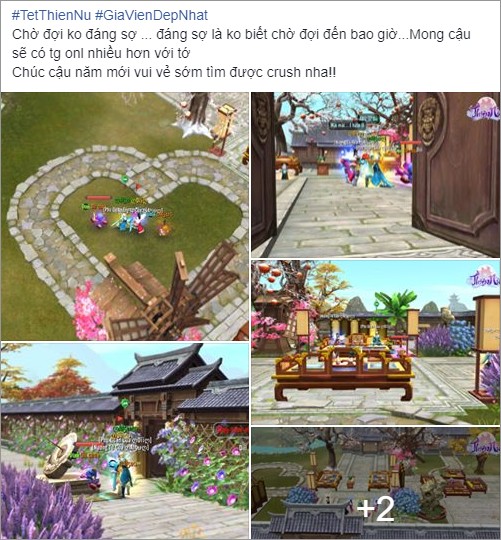 #TetThienNu #GiaVienDepNhat
Chờ đợi ko đáng sợ ... đáng sợ là ko biết chờ đợi đến bao giờ...Mong cậu
sẽ có tg onl nhiều hơn với tớ
Chúc cậu năm mới vui vẻ sớm tìm được crush nha!!
+2